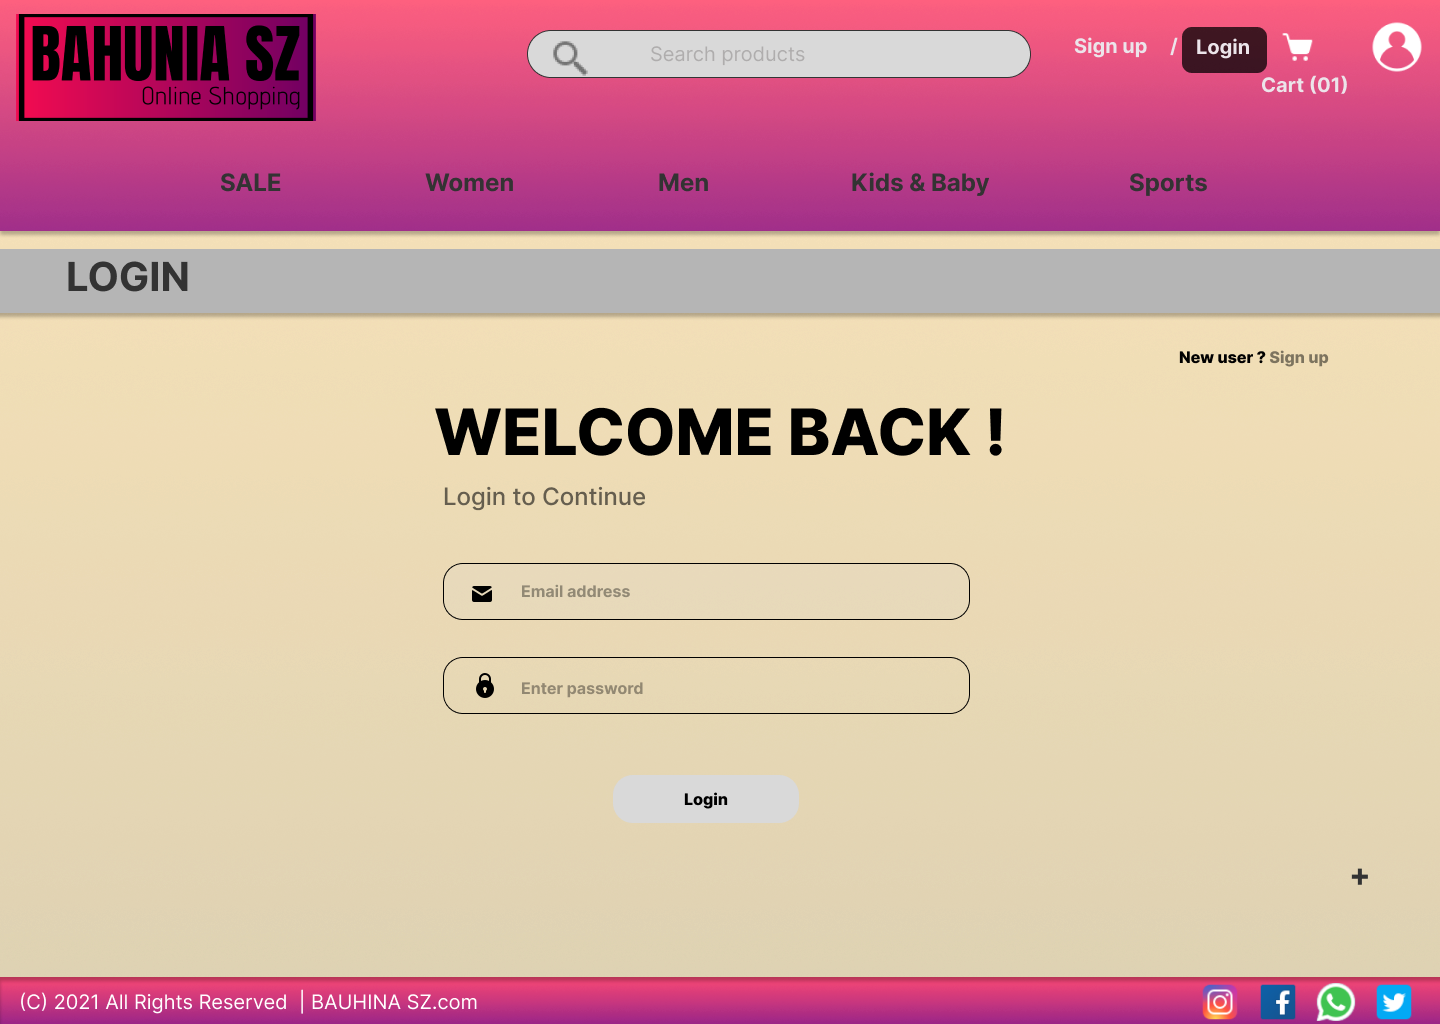 BAHUNIA SZ
Online Shopping
Search products
Sign up / Login
Cart (01)
SALE Women Men Kids & Baby Sports
LOGIN
New user ? Sign up
WELCOME BACK !
Login to Continue
Email address
Enter password
Login
+
(C) 2021 All Rights Reserved | BAUHINA SZ.com